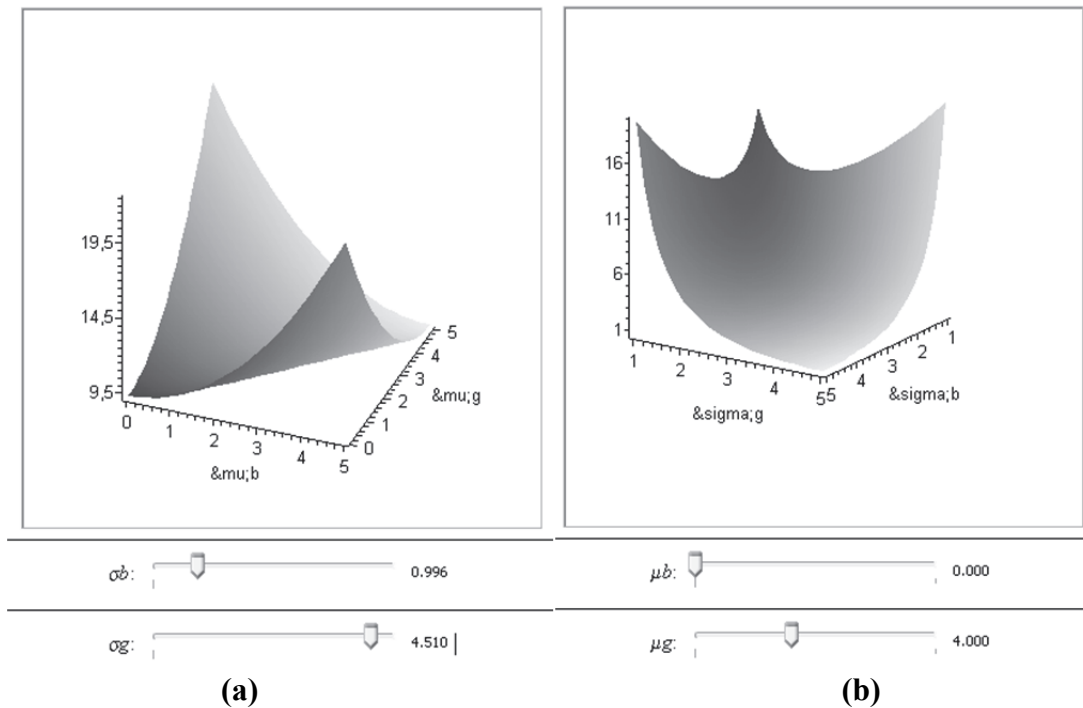 19,5
14,5
9,5
0 1 2 3 4 5
&mu;b
0 1 2 3 4 5
&mu;g
16
11
6
1
1 2 3 4 5
&sigma;g
5 4 3 2 1
&sigma;b
σb: 0.996
σg: 4.510
μb: 0.000
μg: 4.000
(a)
(b)